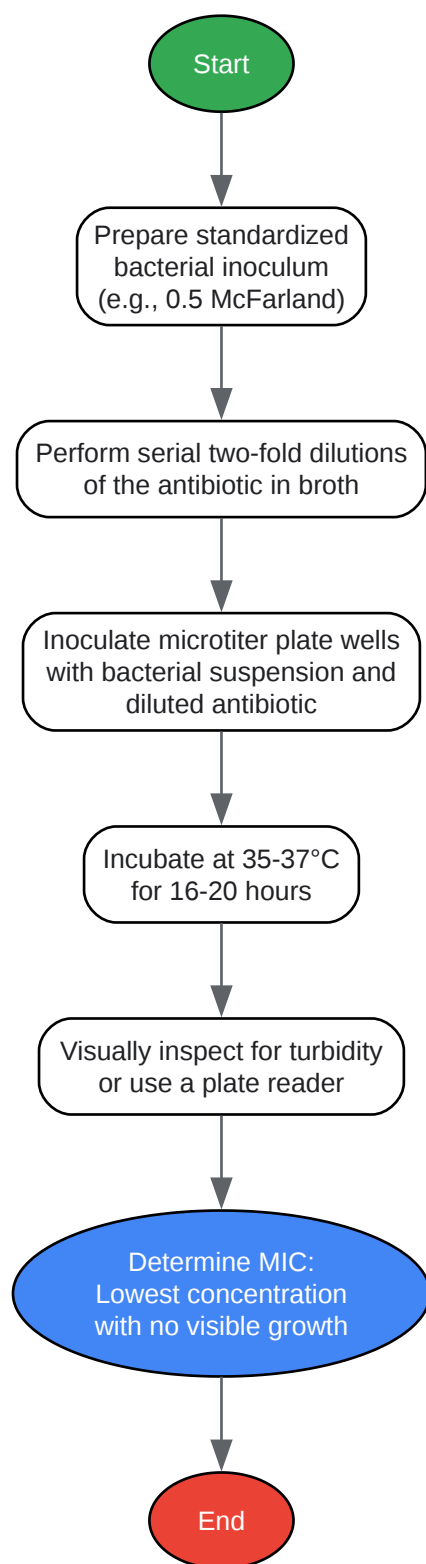 Start
Prepare standardized
bacterial inoculum
(e.g., 0.5 McFarland)
Perform serial two-fold dilutions
of the antibiotic in broth
Inoculate microtiter plate wells
with bacterial suspension and
diluted antibiotic
Incubate at 35-37°C
for 16-20 hours
Visually inspect for turbidity
or use a plate reader
Determine MIC:
Lowest concentration
with no visible growth
End